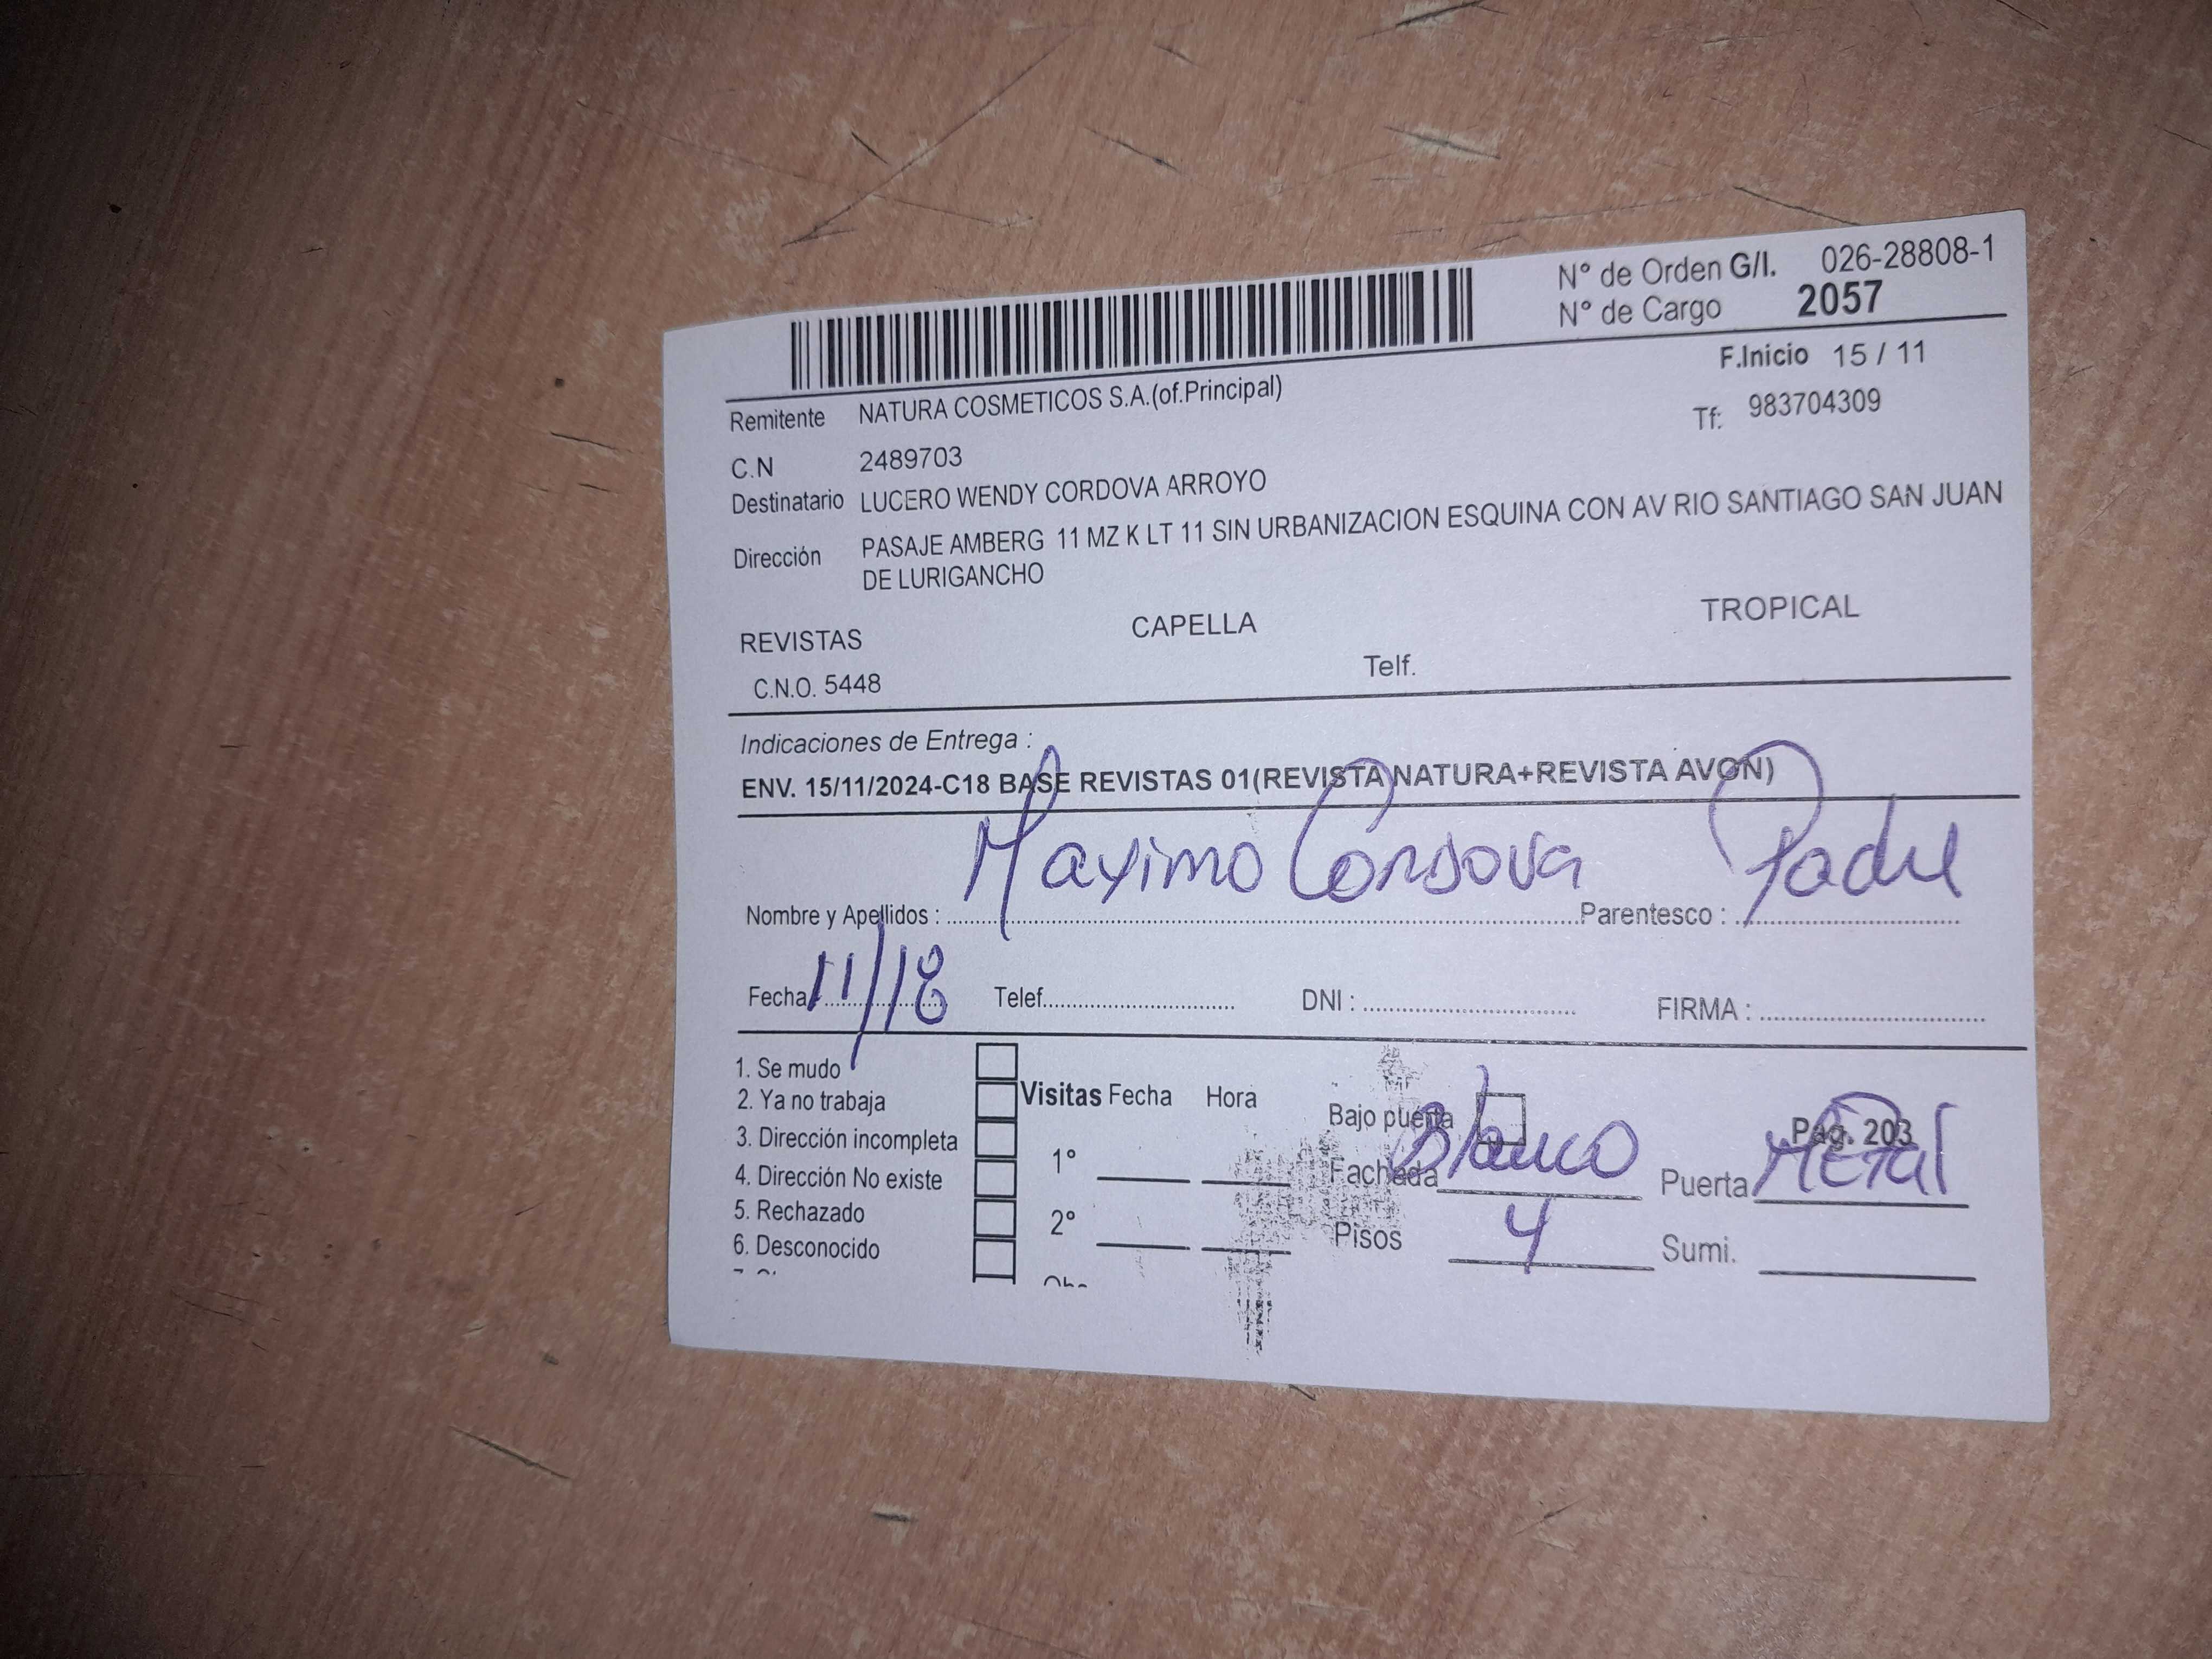 N° de Orden G/I. 026-28808-1
N° de Cargo 2057
F.Inicio 15 / 11
Remitente NATURA COSMETICOS S.A.(of.Principal)
Tf: 983704309
C.N 2489703
Destinatario LUCERO WENDY CORDOVA ARROYO
Dirección PASAJE AMBERG 11 MZ K LT 11 SIN URBANIZACION ESQUINA CON AV RIO SANTIAGO SAN JUAN
DE LURIGANCHO
REVISTAS CAPELLA TROPICAL
C.N.O. 5448 Telf.
Indicaciones de Entrega :
ENV. 15/11/2024-C18 BASE REVISTAS 01(REVISTA NATURA+REVISTA AVON)
Nombre y Apellidos : Maximo Cordova Parentesco : Padre
Fecha 11/18 Telef. DNI : FIRMA :
1. Se mudo
2. Ya no trabaja
3. Dirección incompleta
4. Dirección No existe
5. Rechazado
6. Desconocido
Visitas Fecha Hora
1°
2°
Bajo puerta Pág. 203
Fachada Blanco Puerta Metal
Pisos 4 Sumi.